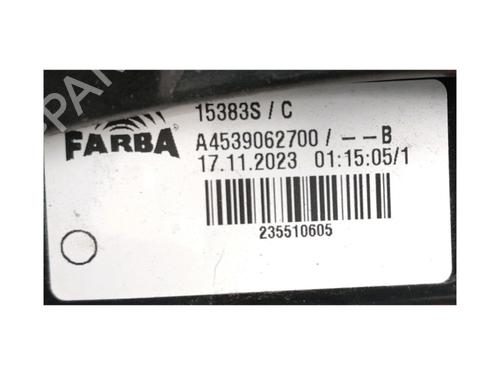 15383S / C
FARBA
A4539062700 / – – B
17.11.2023 01:15:05/1
235510605